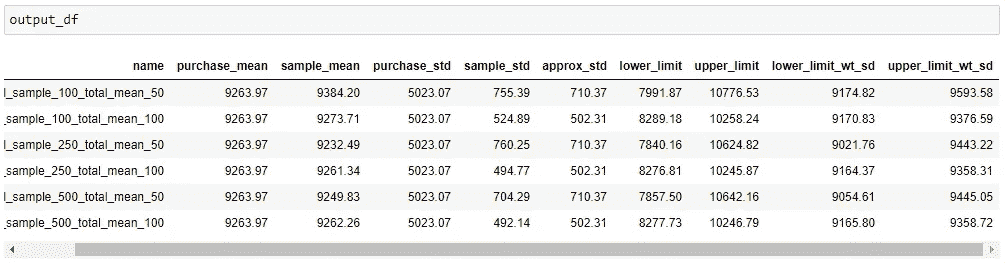 output_df
name purchase_mean sample_mean purchase_std sample_std approx_std lower_limit upper_limit lower_limit_wt_sd upper_limit_wt_sd
l_sample_100_total_mean_50 9263.97 9384.20 5023.07 755.39 710.37 7991.87 10776.53 9174.82 9593.58
_sample_100_total_mean_100 9263.97 9273.71 5023.07 524.89 502.31 8289.18 10258.24 9170.83 9376.59
l_sample_250_total_mean_50 9263.97 9232.49 5023.07 760.25 710.37 7840.16 10624.82 9021.76 9443.22
_sample_250_total_mean_100 9263.97 9261.34 5023.07 494.77 502.31 8276.81 10245.87 9164.37 9358.31
l_sample_500_total_mean_50 9263.97 9249.83 5023.07 704.29 710.37 7857.50 10642.16 9054.61 9445.05
_sample_500_total_mean_100 9263.97 9262.26 5023.07 492.14 502.31 8277.73 10246.79 9165.80 9358.72